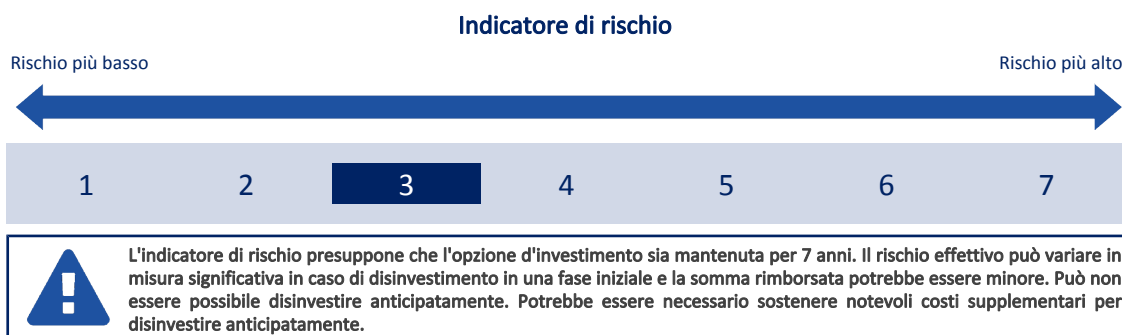 Indicatore di rischio
Rischio più basso
Rischio più alto
1 2 3 4 5 6 7
L'indicatore di rischio presuppone che l'opzione d'investimento sia mantenuta per 7 anni. Il rischio effettivo può variare in
misura significativa in caso di disinvestimento in una fase iniziale e la somma rimborsata potrebbe essere minore. Può non
essere possibile disinvestire anticipatamente. Potrebbe essere necessario sostenere notevoli costi supplementari per
disinvestire anticipatamente.